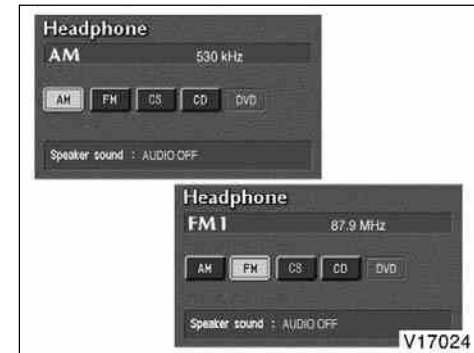 Headphone
AM 530 kHz
AM FM CS CD DVD
Speaker sound : AUDIO OFF
Headphone
FM1 87.9 MHz
AM FM CS CD DVD
Speaker sound : AUDIO OFF
V17024